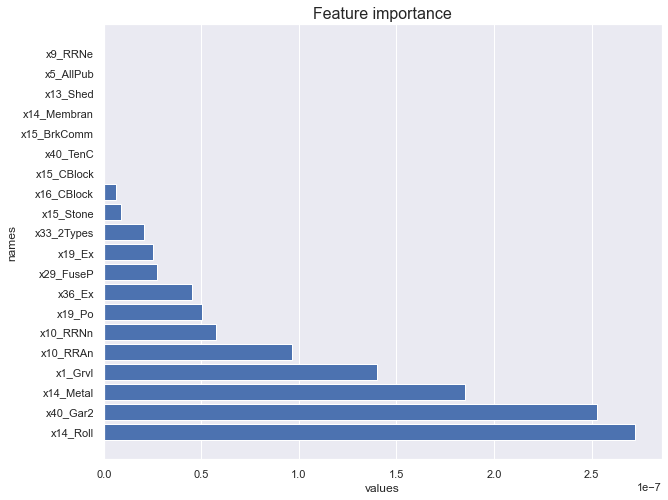 Feature importance
x9_RRNe
x5_AllPub
x13_Shed
x14_Membran
x15_BrkComm
x40_TenC
x15_CBlock
x16_CBlock
x15_Stone
x33_2Types
x19_Ex
x29_FuseP
x36_Ex
x19_Po
x10_RRNn
x10_RRAn
x1_Grvl
x14_Metal
x40_Gar2
x14_Roll
names
0.0 0.5 1.0 1.5 2.0 2.5
values
1e−7